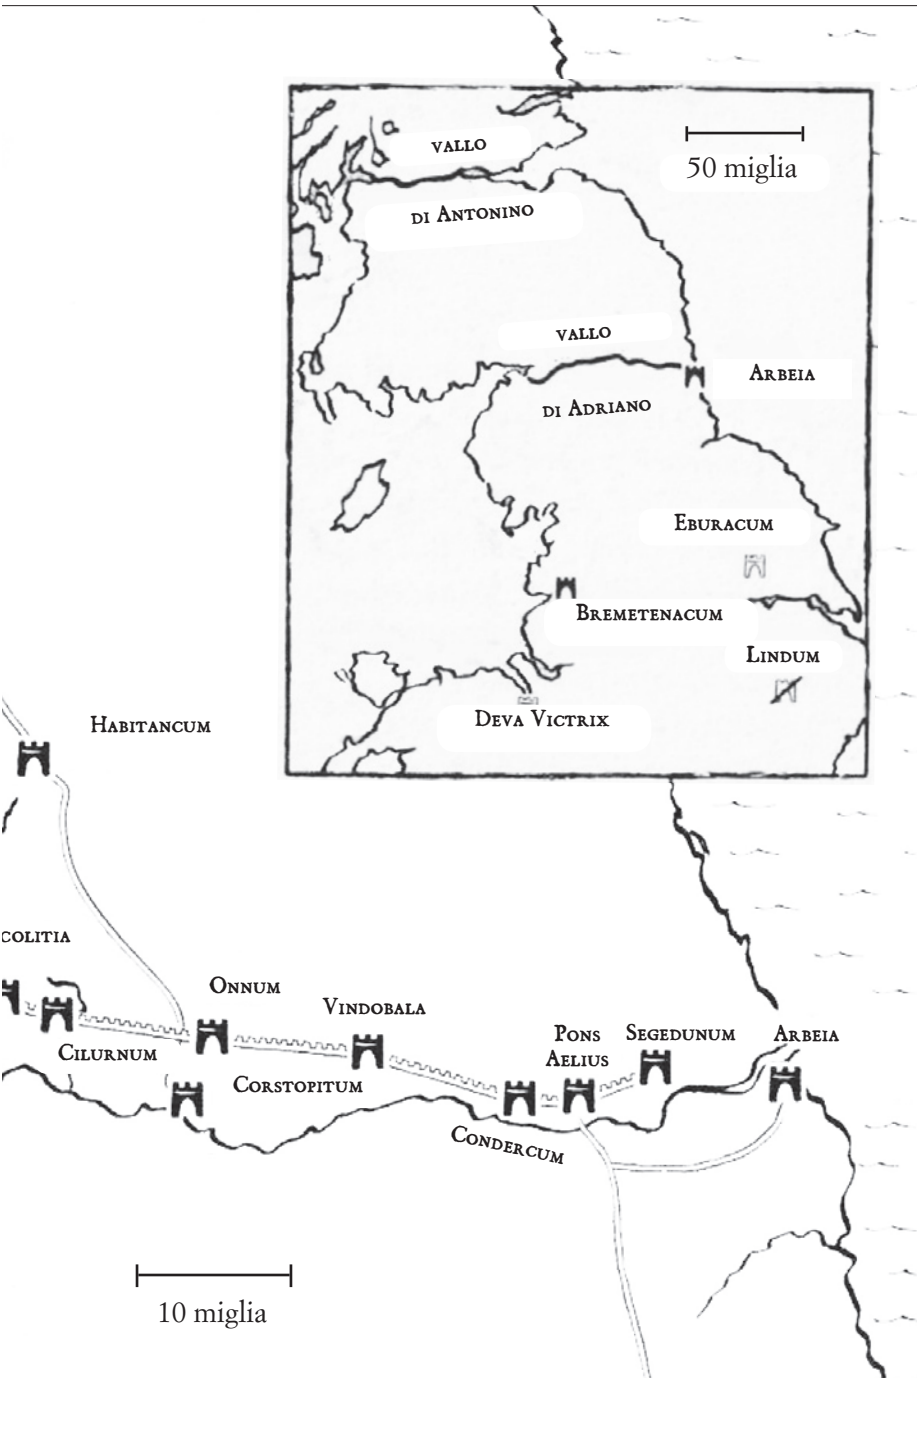 VALLO
50 miglia
DI ANTONINO
VALLO
ARBEIA
DI ADRIANO
EBURACUM
BREMETENACUM
LINDUM
DEVA VICTRIX
HABITANCUM
COLITIA
ONNUM
VINDOBALA
PONS
AELIUS
SEGEDUNUM
ARBEIA
CILURNUM
CORSTOPITUM
CONDERCUM
10 miglia